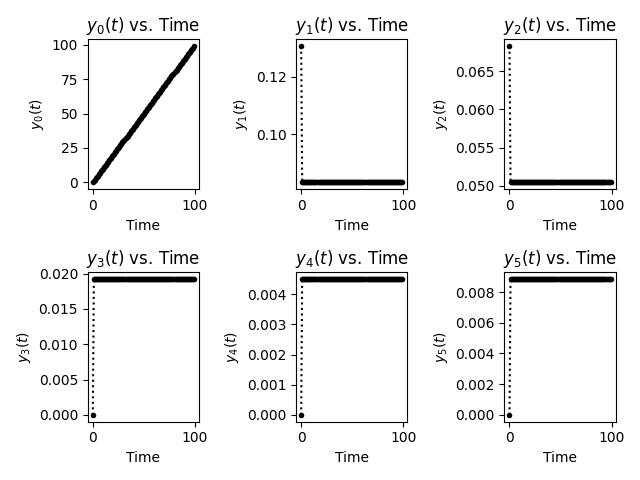 y₀(t) vs. Time
y₀(t)
100
75
50
25
0
0
100
Time
y₁(t) vs. Time
y₁(t)
0.12
0.10
0
100
Time
y₂(t) vs. Time
y₂(t)
0.065
0.060
0.055
0.050
0
100
Time
y₃(t) vs. Time
y₃(t)
0.020
0.015
0.010
0.005
0.000
0
100
Time
y₄(t) vs. Time
y₄(t)
0.004
0.003
0.002
0.001
0.000
0
100
Time
y₅(t) vs. Time
y₅(t)
0.008
0.006
0.004
0.002
0.000
0
100
Time